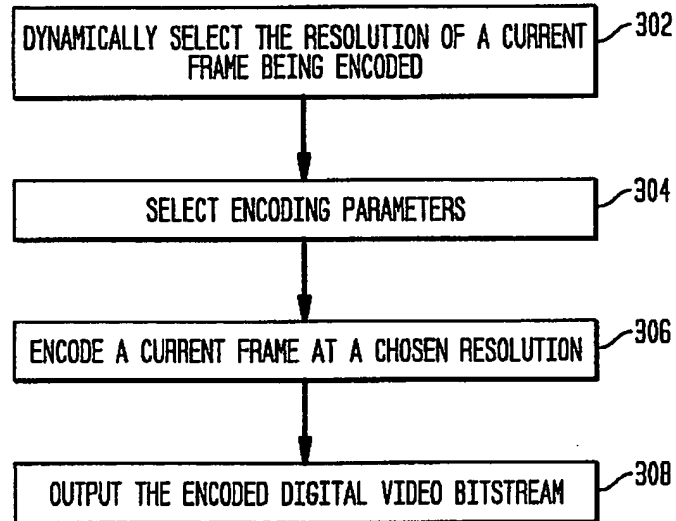 DYNAMICALLY SELECT THE RESOLUTION OF A CURRENT
FRAME BEING ENCODED
302
SELECT ENCODING PARAMETERS
304
ENCODE A CURRENT FRAME AT A CHOSEN RESOLUTION
306
OUTPUT THE ENCODED DIGITAL VIDEO BITSTREAM
308